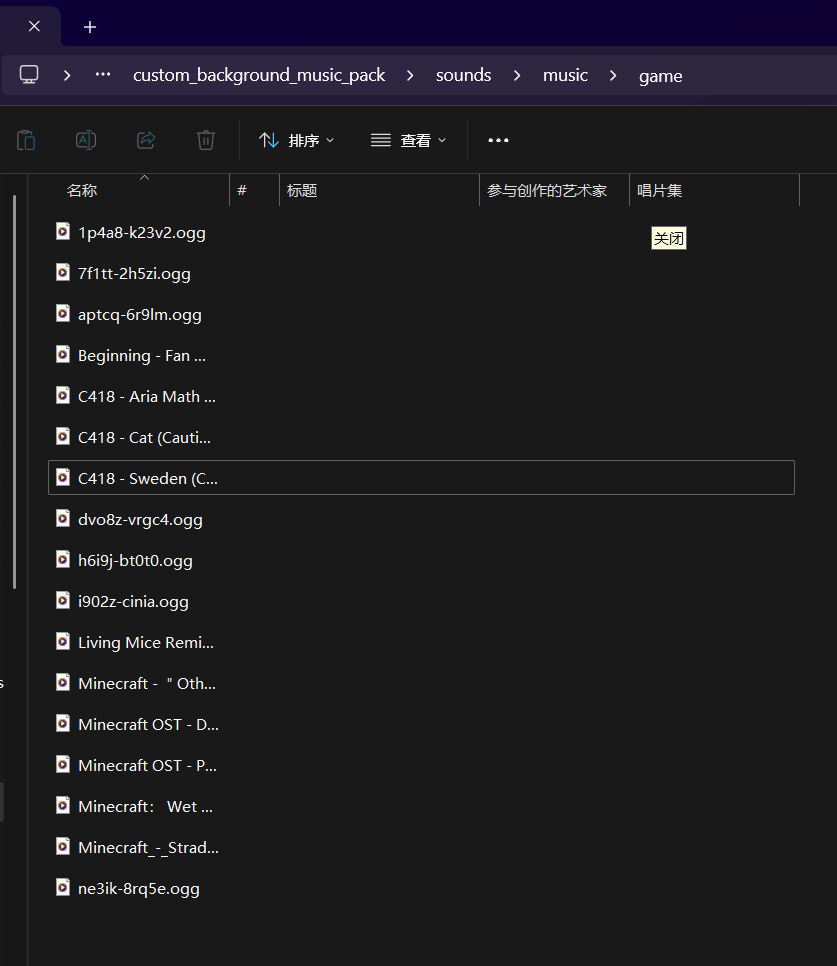 custom_background_music_pack > sounds > music > game
排序 查看
名称 # 标题 参与创作的艺术家 唱片集
1p4a8-k23v2.ogg
关闭
7f1tt-2h5zi.ogg
aptcq-6r9lm.ogg
Beginning - Fan ...
C418 - Aria Math ...
C418 - Cat (Cauti...
C418 - Sweden (C...
dvo8z-vrgc4.ogg
h6i9j-bt0t0.ogg
i902z-cinia.ogg
Living Mice Remi...
s
Minecraft - " Oth...
Minecraft OST - D...
Minecraft OST - P...
Minecraft： Wet ...
Minecraft_-_Strad...
ne3ik-8rq5e.ogg